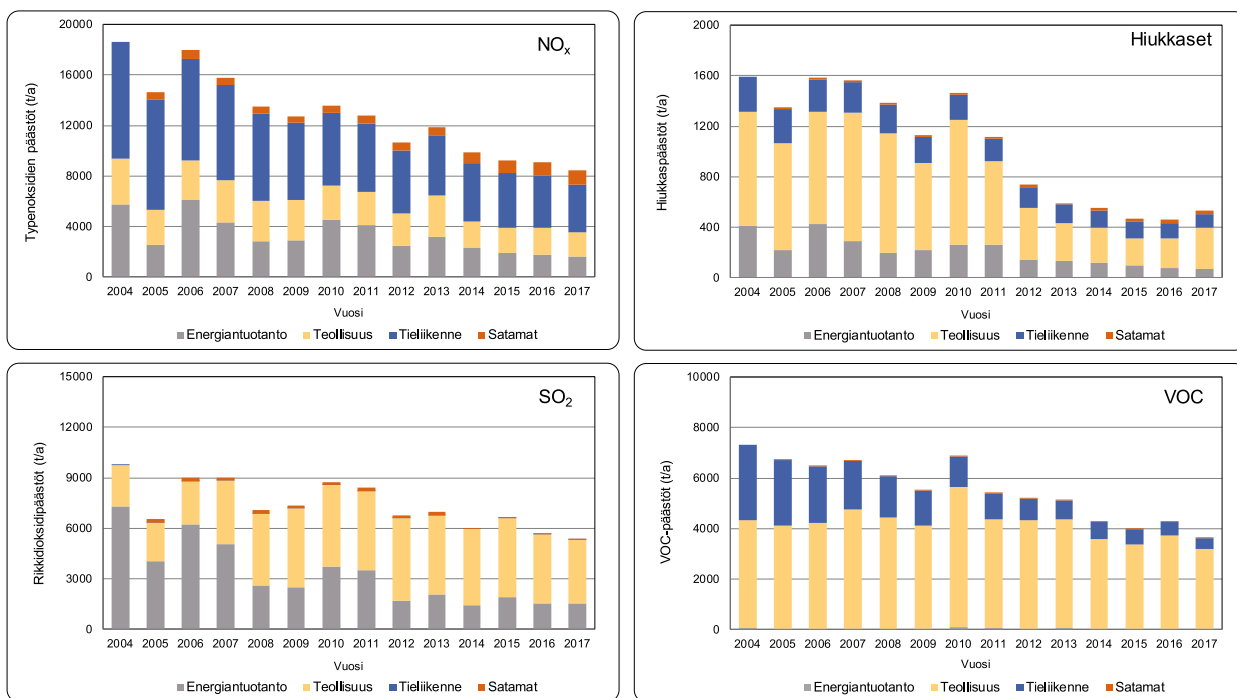 NOx
Typenoksidien päästöt (t/a)
20000
16000
12000
8000
4000
0
2004 2005 2006 2007 2008 2009 2010 2011 2012 2013 2014 2015 2016 2017
Vuosi
Energiantuotanto Teollisuus Tieliikenne Satamat
Hiukkaset
Hiukkaspäästöt (t/a)
2000
1600
1200
800
400
0
2004 2005 2006 2007 2008 2009 2010 2011 2012 2013 2014 2015 2016 2017
Vuosi
Energiantuotanto Teollisuus Tieliikenne Satamat
SO2
Rikkidioksidipäästöt (t/a)
15000
12000
9000
6000
3000
0
2004 2005 2006 2007 2008 2009 2010 2011 2012 2013 2014 2015 2016 2017
Vuosi
Energiantuotanto Teollisuus Tieliikenne Satamat
VOC
VOC-päästöt (t/a)
10000
8000
6000
4000
2000
0
2004 2005 2006 2007 2008 2009 2010 2011 2012 2013 2014 2015 2016 2017
Vuosi
Energiantuotanto Teollisuus Tieliikenne Satamat